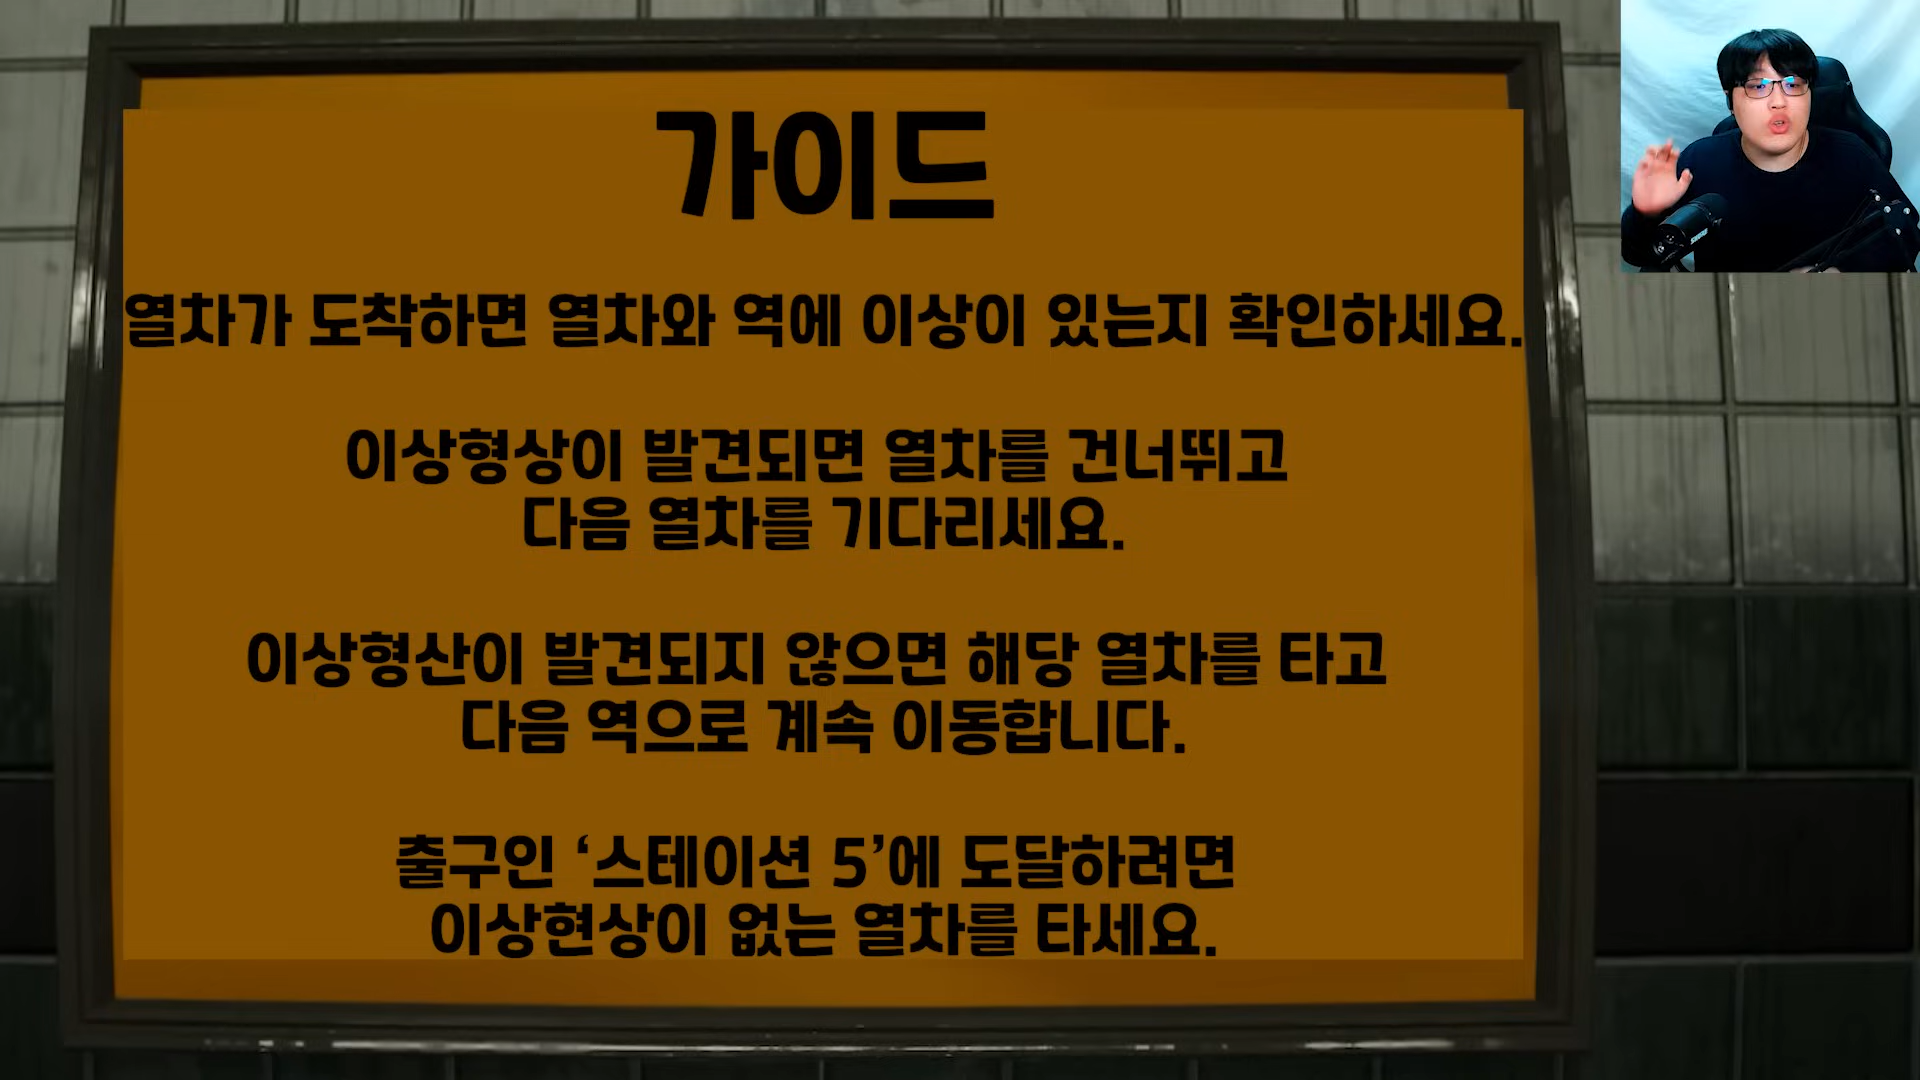 가이드
열차가 도착하면 열차와 역에 이상이 있는지 확인하세요.
이상형상이 발견되면 열차를 건너뛰고
다음 열차를 기다리세요.
이상형산이 발견되지 않으면 해당 열차를 타고
다음 역으로 계속 이동합니다.
출구인 ‘스테이션 5’에 도달하려면
이상현상이 없는 열차를 타세요.